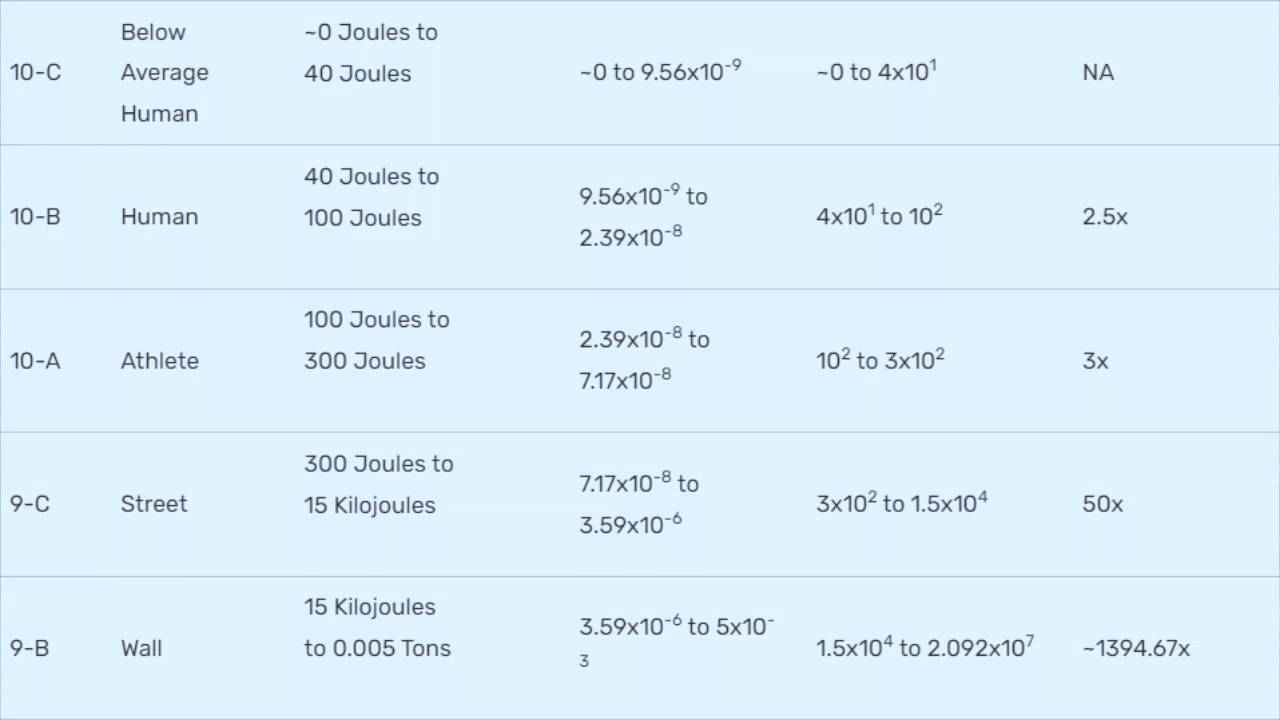 10-C Below Average Human ~0 Joules to 40 Joules ~0 to 9.56x10⁻⁹ ~0 to 4x10¹ NA
10-B Human 40 Joules to 100 Joules 9.56x10⁻⁹ to 2.39x10⁻⁸ 4x10¹ to 10² 2.5x
10-A Athlete 100 Joules to 300 Joules 2.39x10⁻⁸ to 7.17x10⁻⁸ 10² to 3x10² 3x
9-C Street 300 Joules to 15 Kilojoules 7.17x10⁻⁸ to 3.59x10⁻⁶ 3x10² to 1.5x10⁴ 50x
9-B Wall 15 Kilojoules to 0.005 Tons 3.59x10⁻⁶ to 5x10⁻³ 1.5x10⁴ to 2.092x10⁷ ~1394.67x